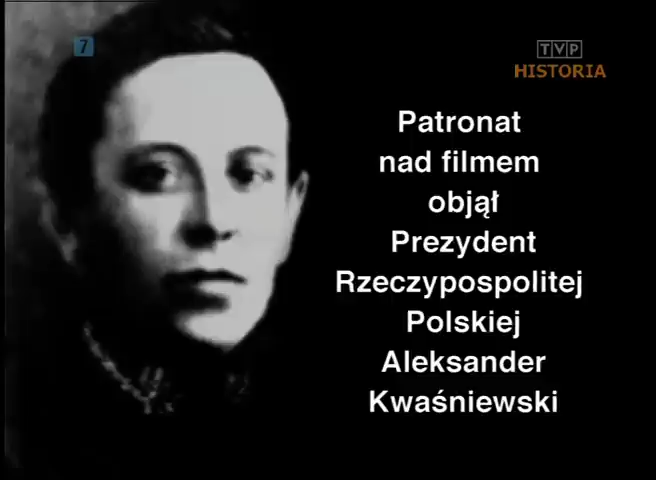 7
TVP
HISTORIA
Patronat
nad filmem
objął
Prezydent
Rzeczypospolitej
Polskiej
Aleksander
Kwaśniewski